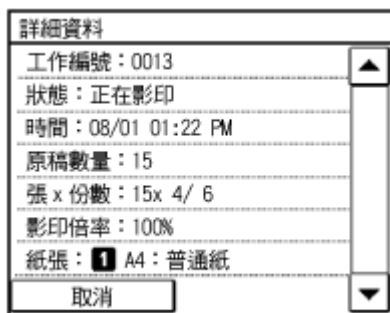 詳細資料
工作編號：0013
狀態：正在影印
時間：08/01 01:22 PM
原稿數量：15
張 x 份數：15x 4/ 6
影印倍率：100%
紙張：1 A4：普通紙
取消